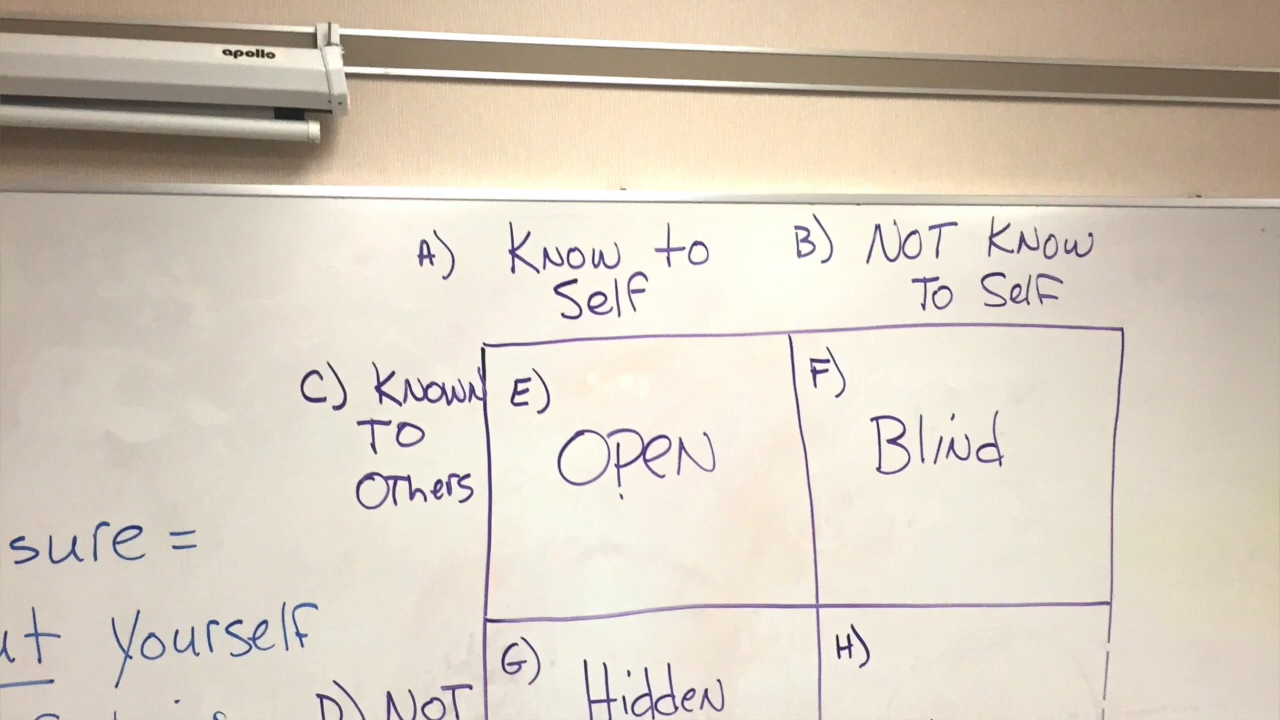 apollo
A) KNOW to
Self
B) NOT KNOW
TO SelF
C) KNOWN
TO
OTHers
E)
OPEN
F)
Blind
sure =
yourself
G)
Hidden
H)
D) NOT